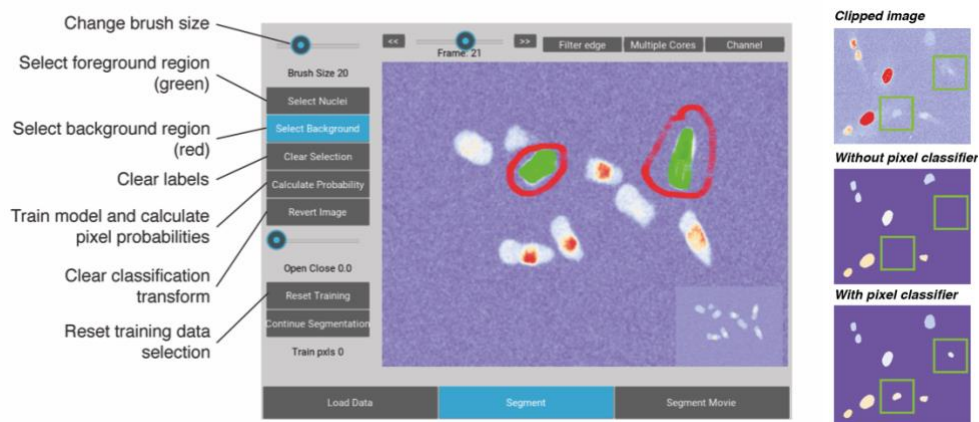 Change brush size
Select foreground region
(green)
Select background region
(red)
Clear labels
Train model and calculate
pixel probabilities
Clear classification
transform
Reset training data
selection
<<
>>
Frame: 21
Filter edge
Multiple Cores
Channel
Brush Size 20
Select Nuclei
Select Background
Clear Selection
Calculate Probability
Revert Image
Open Close 0.0
Reset Training
Continue Segmentation
Train pxls 0
Load Data
Segment
Segment Movie
Clipped image
Without pixel classifier
With pixel classifier